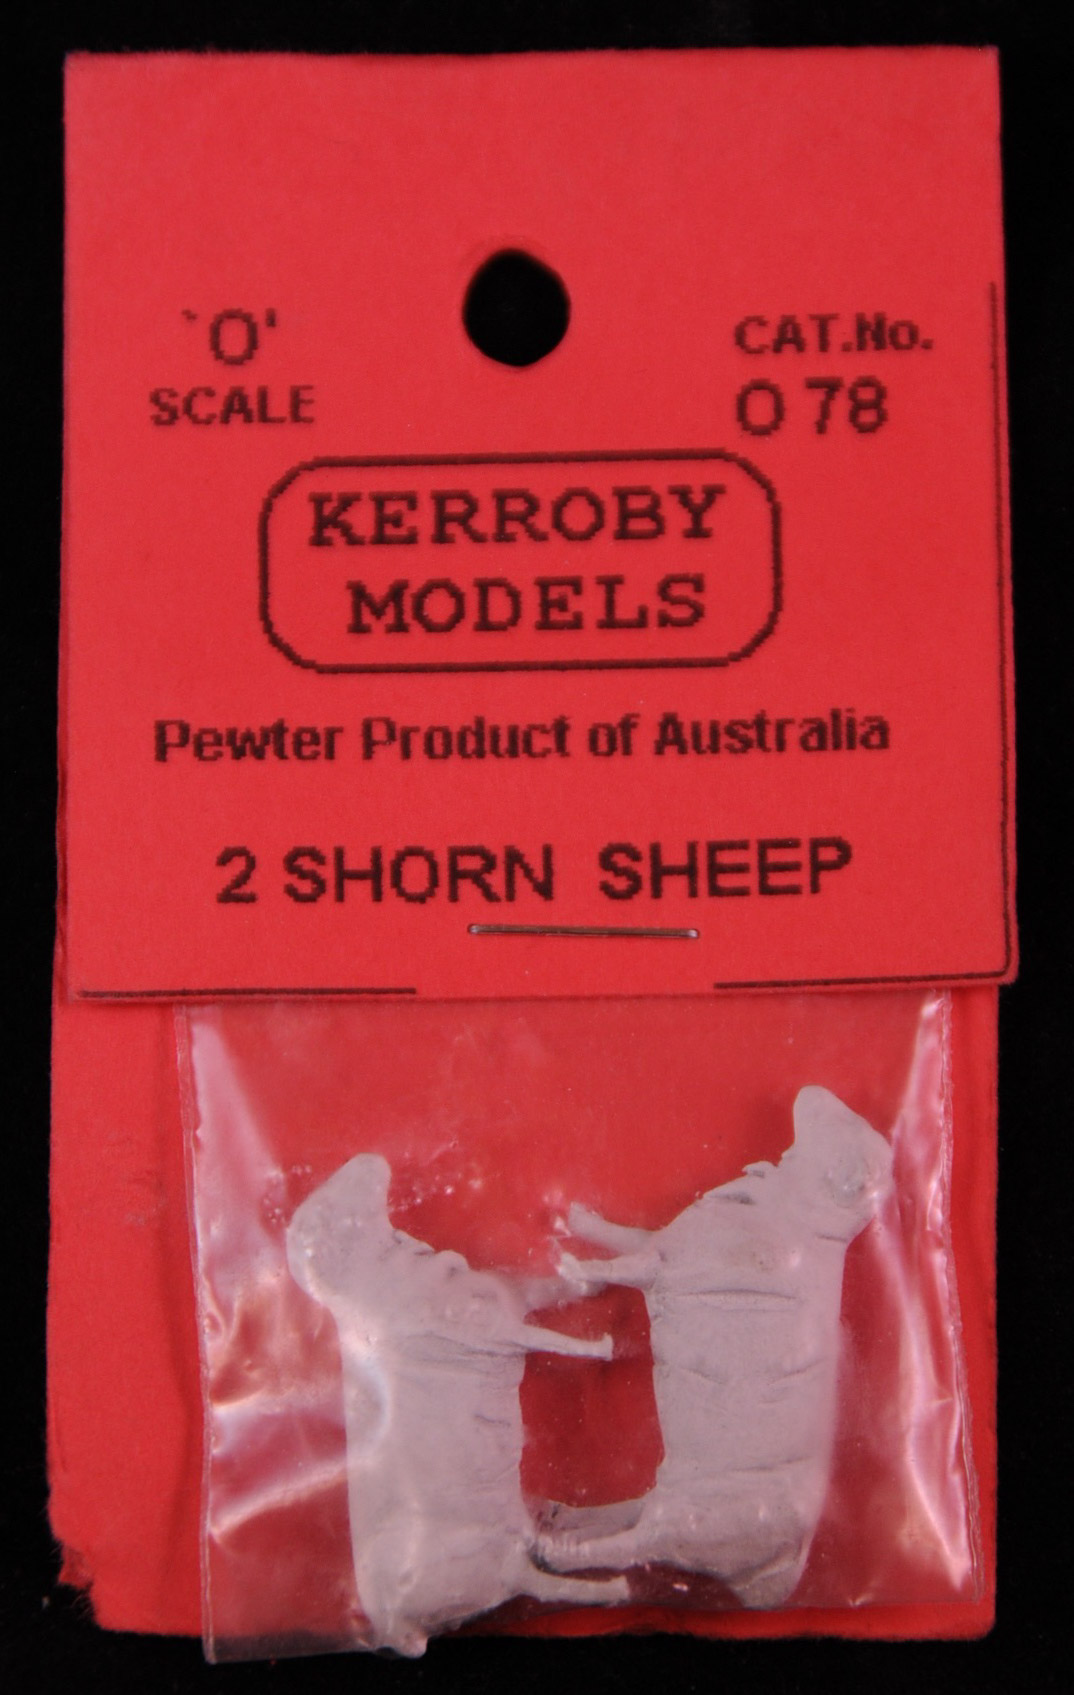 `O'
SCALE
CAT.No.
O 78
KERROBY
MODELS
Pewter Product of Australia
2 SHORN SHEEP